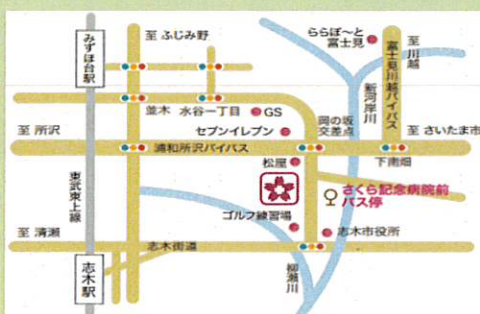 みずほ台駅
至 ふじみ野
ららぽーと
富士見
至 川越
富士見川越バイパス
新河岸川
並木
水谷一丁目
GS
岡の坂
交差点
至 所沢
セブンイレブン
至 さいたま市
浦和所沢バイパス
下南畑
松屋
東武東上線
さくら記念病院前
バス停
ゴルフ練習場
至 清瀬
志木街道
志木市役所
志木駅
柳瀬川